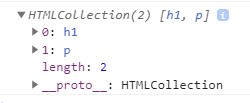 ▼ HTMLCollection(2) [h1, p] i
▶ 0: h1
▶ 1: p
length: 2
▶ __proto__: HTMLCollection